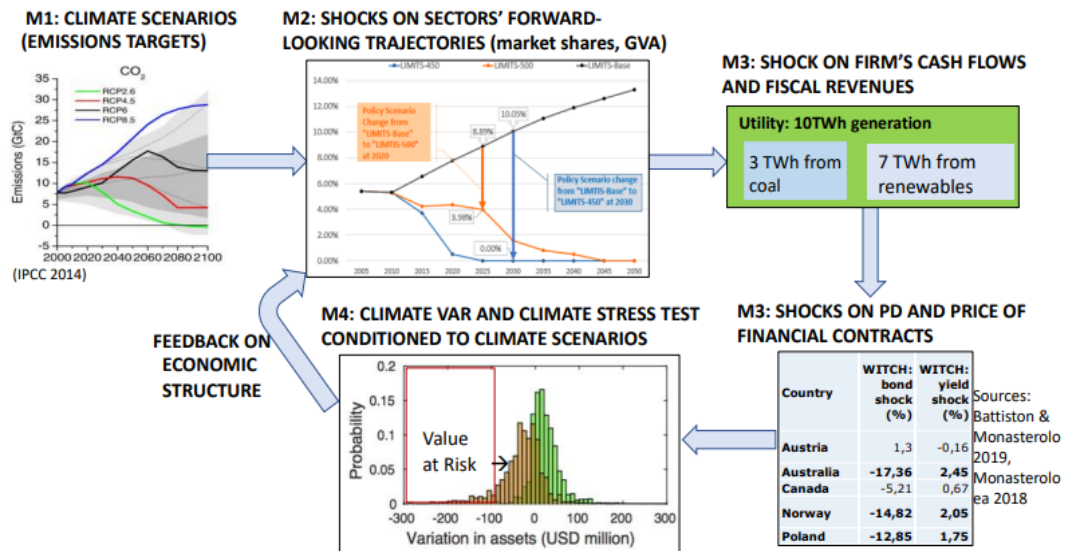 M1: CLIMATE SCENARIOS
(EMISSIONS TARGETS)
CO2
RCP2.6
RCP4.5
RCP6
RCP8.5
Emissions (GtC)
35
30
25
20
15
10
5
0
-5
2000 2020 2040 2060 2080 2100
(IPCC 2014)
M2: SHOCKS ON SECTORS' FORWARD-
LOOKING TRAJECTORIES (market shares, GVA)
LIMITS-450 LIMITS-500 LIMITS-Base
14.00%
12.00%
10.00%
8.00%
6.00%
4.00%
2.00%
0.00%
Policy Scenario
Change from
"LIMITS-Base"
to
"LIMTIS-500"
at 2020
8.89%
10.05%
3.98%
0.00%
Policy Scenario change
from "LIMTIS-Base" to
"LIMITS-450" at 2030
2005 2010 2015 2020 2025 2030 2035 2040 2045 2050
M3: SHOCK ON FIRM'S CASH FLOWS
AND FISCAL REVENUES
Utility: 10TWh generation
3 TWh from
coal
7 TWh from
renewables
M3: SHOCKS ON PD AND PRICE OF
FINANCIAL CONTRACTS
Country WITCH: bond shock (%) WITCH: yield shock (%)
Austria 1,3 -0,16
Australia -17,36 2,45
Canada -5,21 0,67
Norway -14,82 2,05
Poland -12,85 1,75
Sources:
Battiston &
Monasterolo
2019,
Monasterolo
ea 2018
M4: CLIMATE VAR AND CLIMATE STRESS TEST
CONDITIONED TO CLIMATE SCENARIOS
Probability
0.2
0.15
0.1
0.05
0
Value
at Risk
-300 -200 -100 0 100 200 300
Variation in assets (USD million)
FEEDBACK ON
ECONOMIC
STRUCTURE